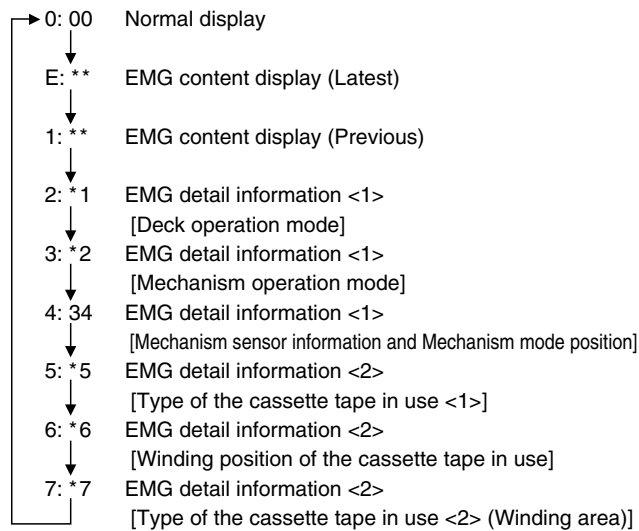 0: 00 Normal display
E: ** EMG content display (Latest)
1: ** EMG content display (Previous)
2: *1 EMG detail information <1>
[Deck operation mode]
3: *2 EMG detail information <1>
[Mechanism operation mode]
4: 34 EMG detail information <1>
[Mechanism sensor information and Mechanism mode position]
5: *5 EMG detail information <2>
[Type of the cassette tape in use <1>]
6: *6 EMG detail information <2>
[Winding position of the cassette tape in use]
7: *7 EMG detail information <2>
[Type of the cassette tape in use <2> (Winding area)]